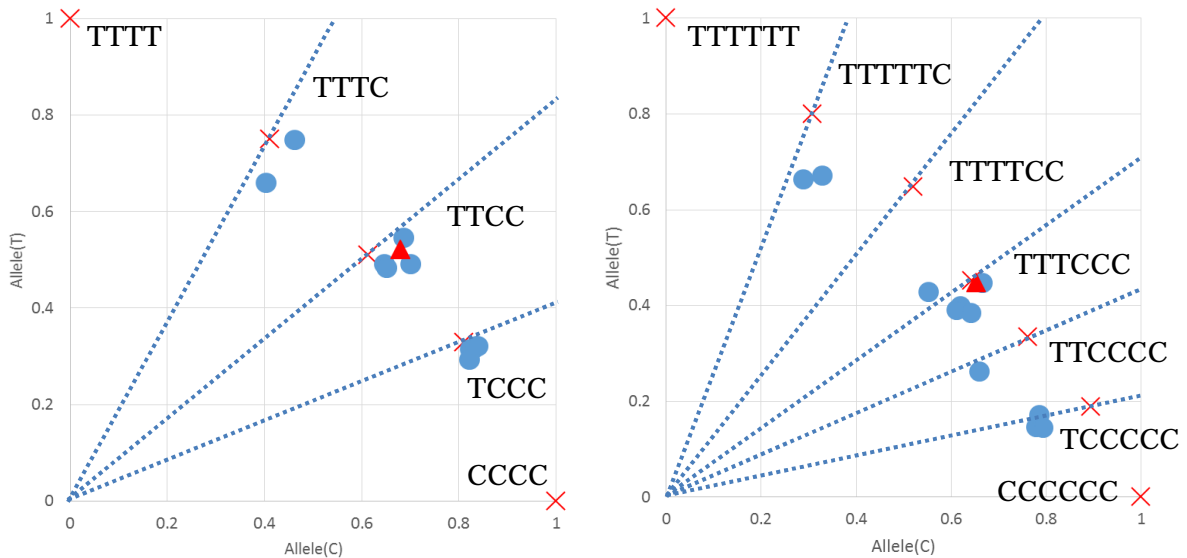 1
TTTT
TTTC
0.8
0.6
TTCC
Allele(T)
0.4
0.2
TCCC
CCCC
0
0 0.2 0.4 0.6 0.8 1
Allele(C)
1
TTTTTT
TTTTTC
0.8
TTTTCC
0.6
Allele(T)
TTTCCC
0.4
TTCCCC
0.2
TCCCCC
CCCCCC
0
0 0.2 0.4 0.6 0.8 1
Allele(C)